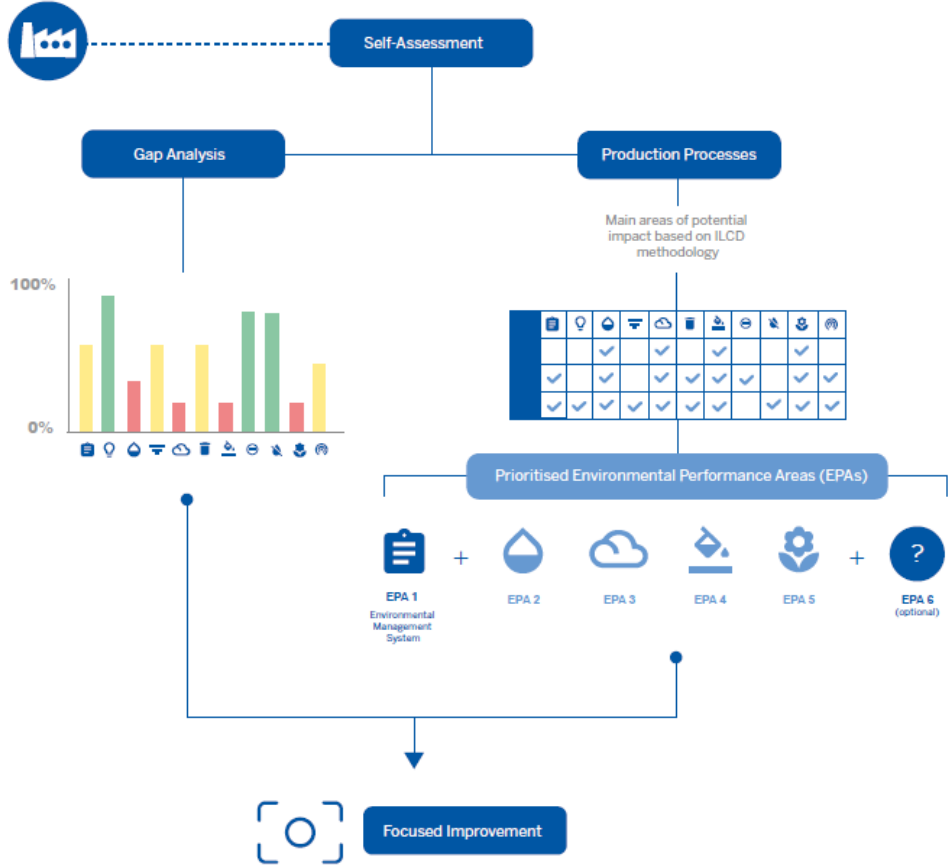 Self-Assessment
Gap Analysis
Production Processes
Main areas of potential
impact based on ILCD
methodology
100%
0%
Prioritised Environmental Performance Areas (EPAs)
+
+
?
EPA 1
EPA 2
EPA 3
EPA 4
EPA 5
EPA 6
(optional)
Environmental
Management
System
Focused Improvement